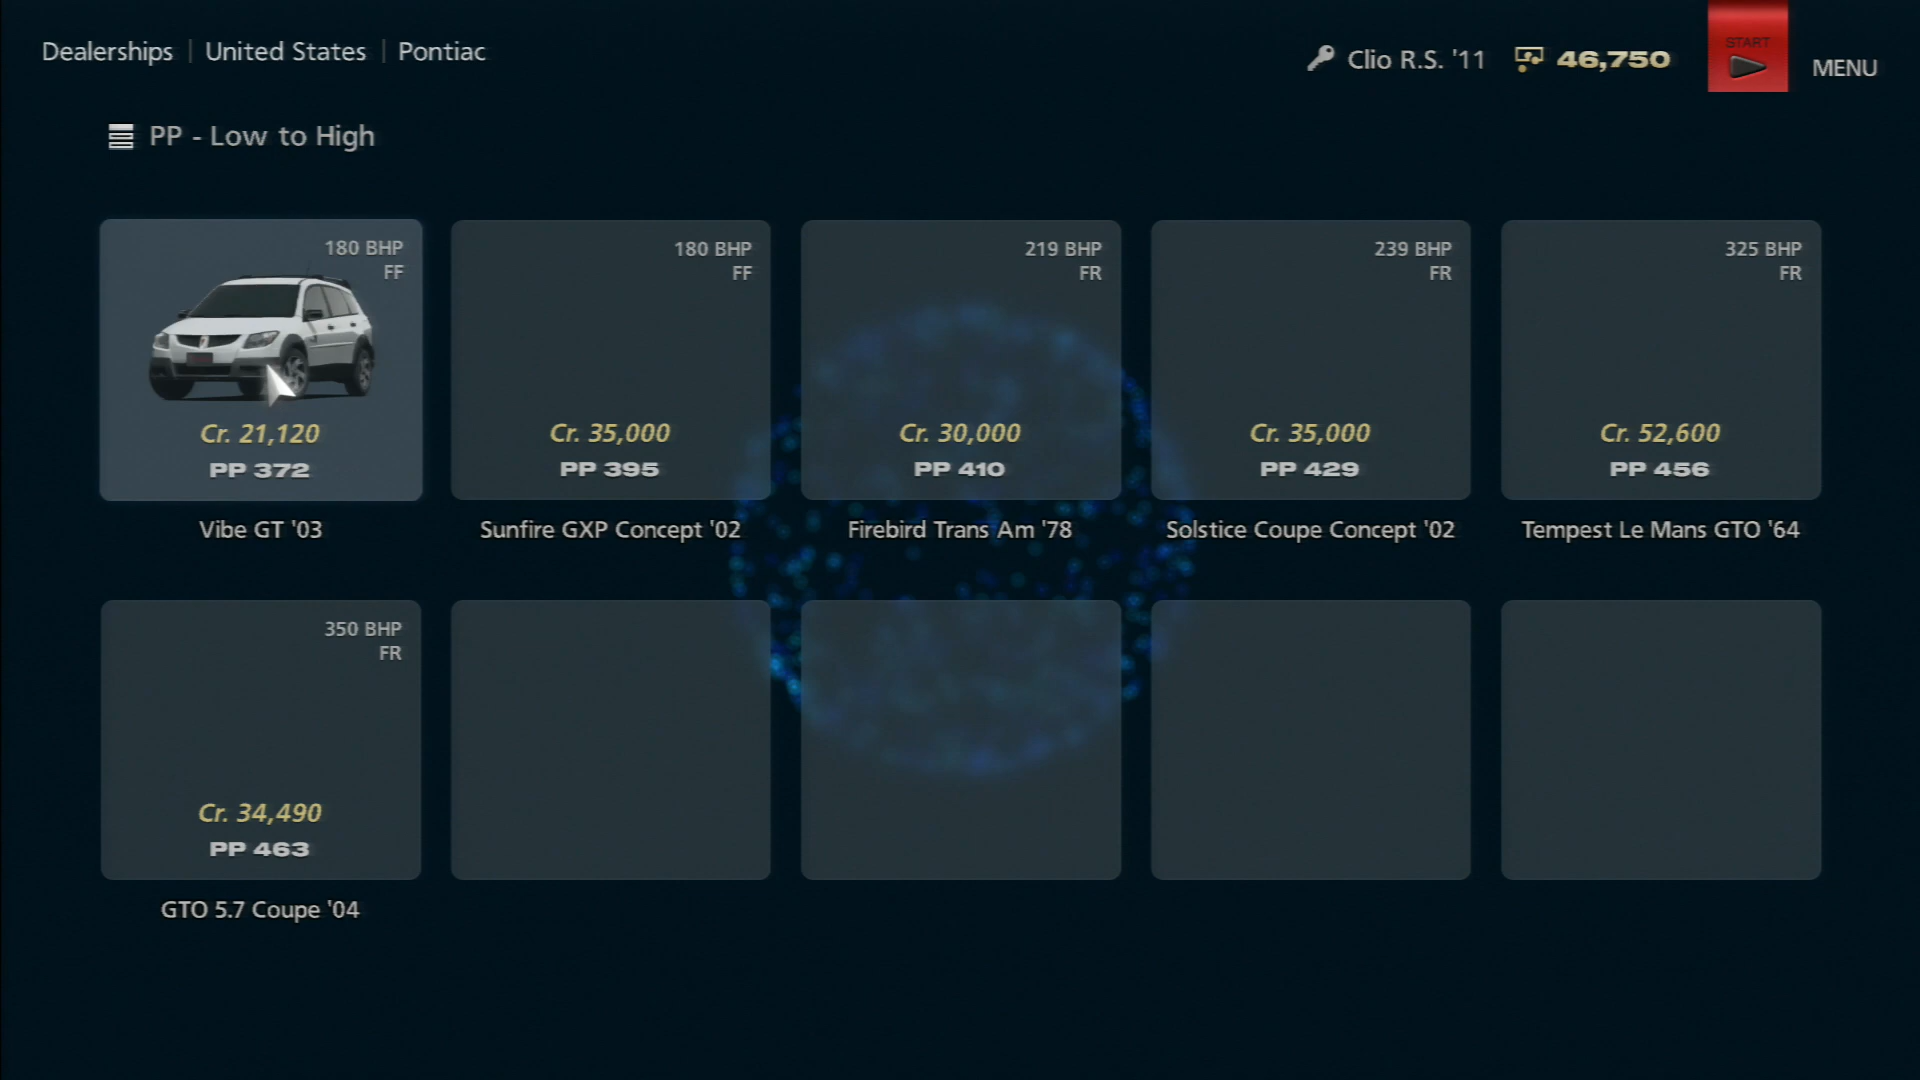 Dealerships | United States | Pontiac
Clio R.S. '11
46,750
START
MENU
PP - Low to High
180 BHP
FF
Cr. 21,120
PP 372
Vibe GT '03
180 BHP
FF
Cr. 35,000
PP 395
Sunfire GXP Concept '02
219 BHP
FR
Cr. 30,000
PP 410
Firebird Trans Am '78
239 BHP
FR
Cr. 35,000
PP 429
Solstice Coupe Concept '02
325 BHP
FR
Cr. 52,600
PP 456
Tempest Le Mans GTO '64
350 BHP
FR
Cr. 34,490
PP 463
GTO 5.7 Coupe '04